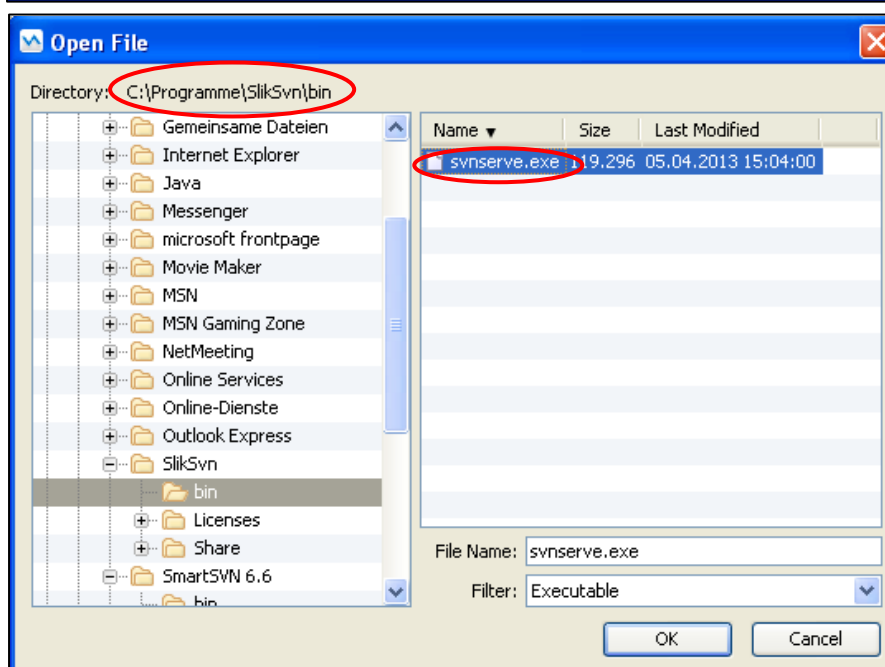 Open File
Directory: C:\Programme\SlikSvn\bin
Gemeinsame Dateien
Internet Explorer
Java
Messenger
microsoft frontpage
Movie Maker
MSN
MSN Gaming Zone
NetMeeting
Online Services
Online-Dienste
Outlook Express
SlikSvn
bin
Licenses
Share
SmartSVN 6.6
bin
Name Size Last Modified
svnserve.exe 05.04.2013 15:04:00
File Name: svnserve.exe
Filter: Executable
OK Cancel